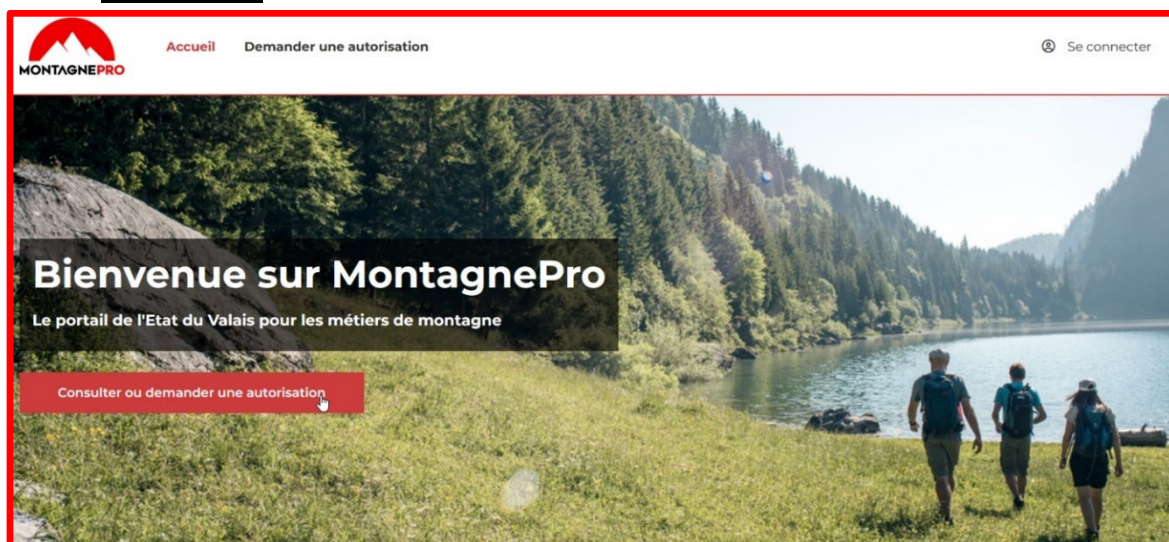 MONTAGNEPRO
Accueil
Demander une autorisation
Se connecter
Bienvenue sur MontagnePro
Le portail de l'Etat du Valais pour les métiers de montagne
Consulter ou demander une autorisation